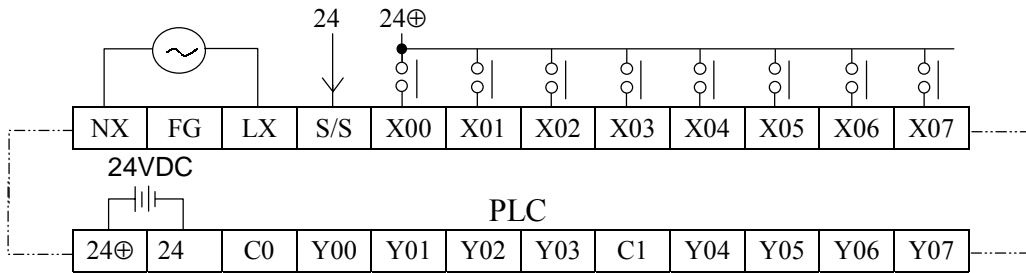 24 24⊕
NX FG LX S/S X00 X01 X02 X03 X04 X05 X06 X07
24VDC
PLC
24⊕ 24 C0 Y00 Y01 Y02 Y03 C1 Y04 Y05 Y06 Y07